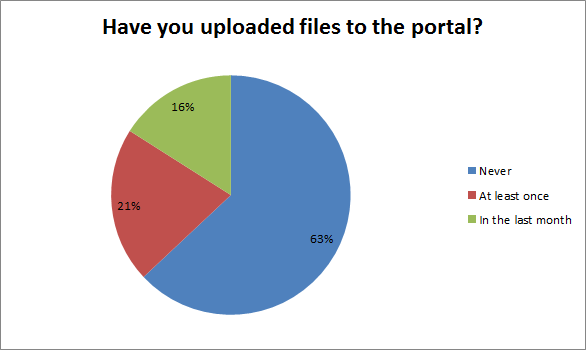 Have you uploaded files to the portal?
16%
21%
63%
Never
At least once
In the last month